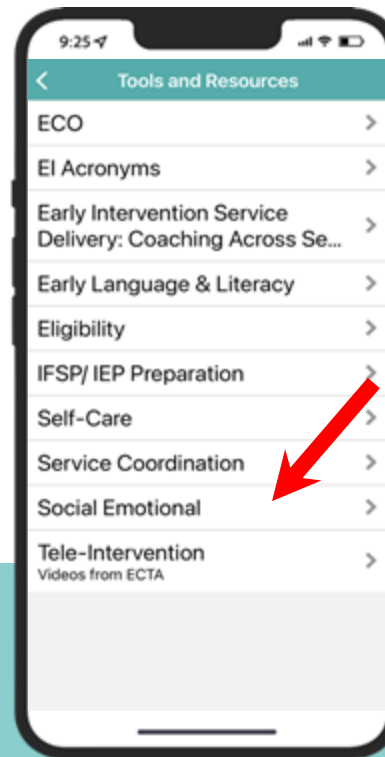 9:25
Tools and Resources
ECO
EI Acronyms
Early Intervention Service
Delivery: Coaching Across Se...
Early Language & Literacy
Eligibility
IFSP/ IEP Preparation
Self-Care
Service Coordination
Social Emotional
Tele-Intervention
Videos from ECTA